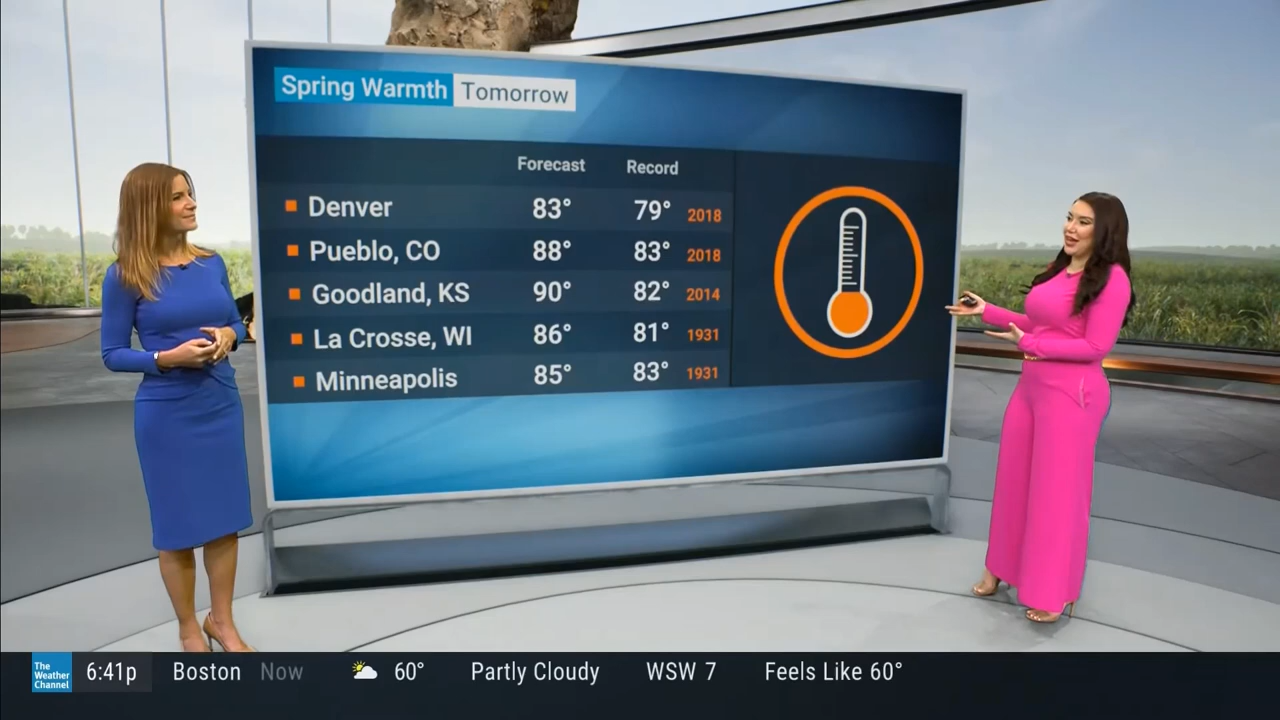 Spring Warmth Tomorrow
Forecast Record
Denver 83° 79° 2018
Pueblo, CO 88° 83° 2018
Goodland, KS 90° 82° 2014
La Crosse, WI 86° 81° 1931
Minneapolis 85° 83° 1931
The
Weather
Channel
6:41p Boston Now 60° Partly Cloudy WSW 7 Feels Like 60°